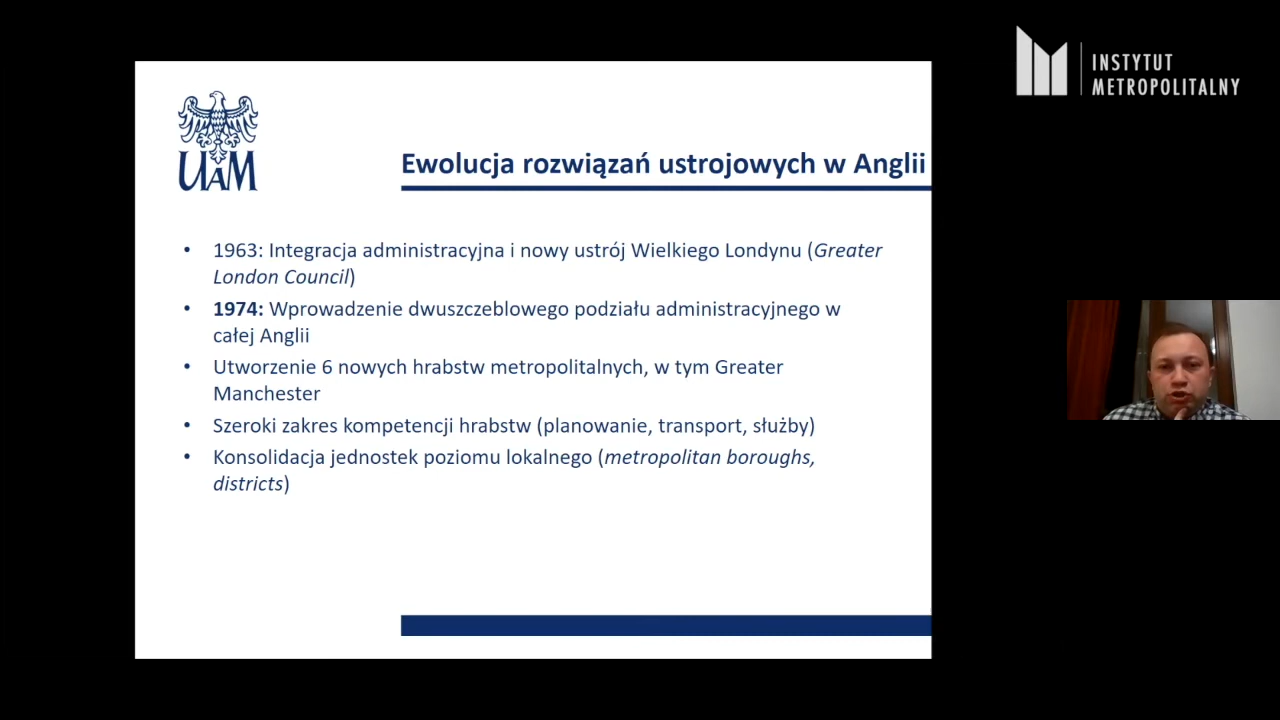 INSTYTUT
METROPOLITALNY
UAM
Ewolucja rozwiązań ustrojowych w Anglii
• 1963: Integracja administracyjna i nowy ustrój Wielkiego Londynu (Greater
London Council)
• 1974: Wprowadzenie dwuszczeblowego podziału administracyjnego w
całej Anglii
• Utworzenie 6 nowych hrabstw metropolitalnych, w tym Greater
Manchester
• Szeroki zakres kompetencji hrabstw (planowanie, transport, służby)
• Konsolidacja jednostek poziomu lokalnego (metropolitan boroughs,
districts)